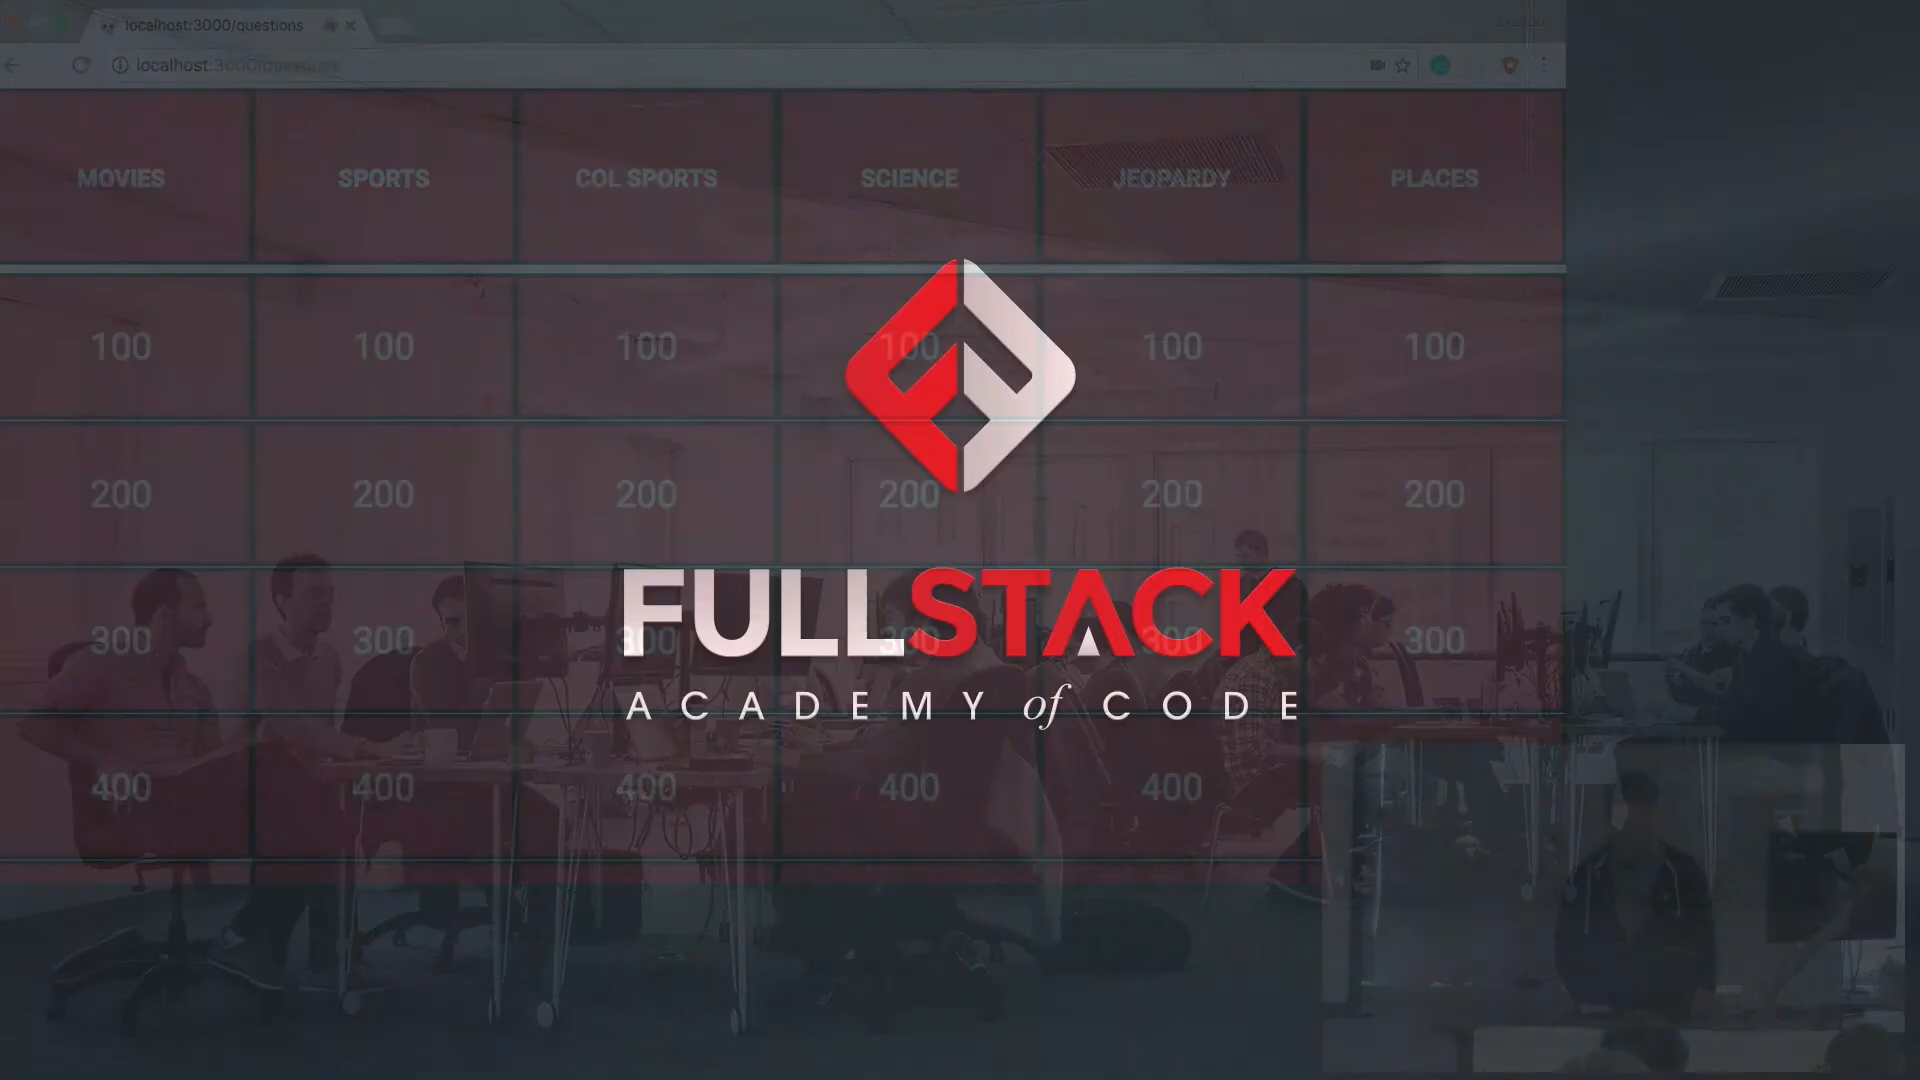 localhost:3000/questions
localhost:3000/questions
MOVIES SPORTS COL SPORTS SCIENCE JEOPARDY PLACES
100 100 100 100 100 100
200 200 200 200 200 200
300 300 300 300 300 300
400 400 400 400 400
FULLSTACK
ACADEMY of CODE